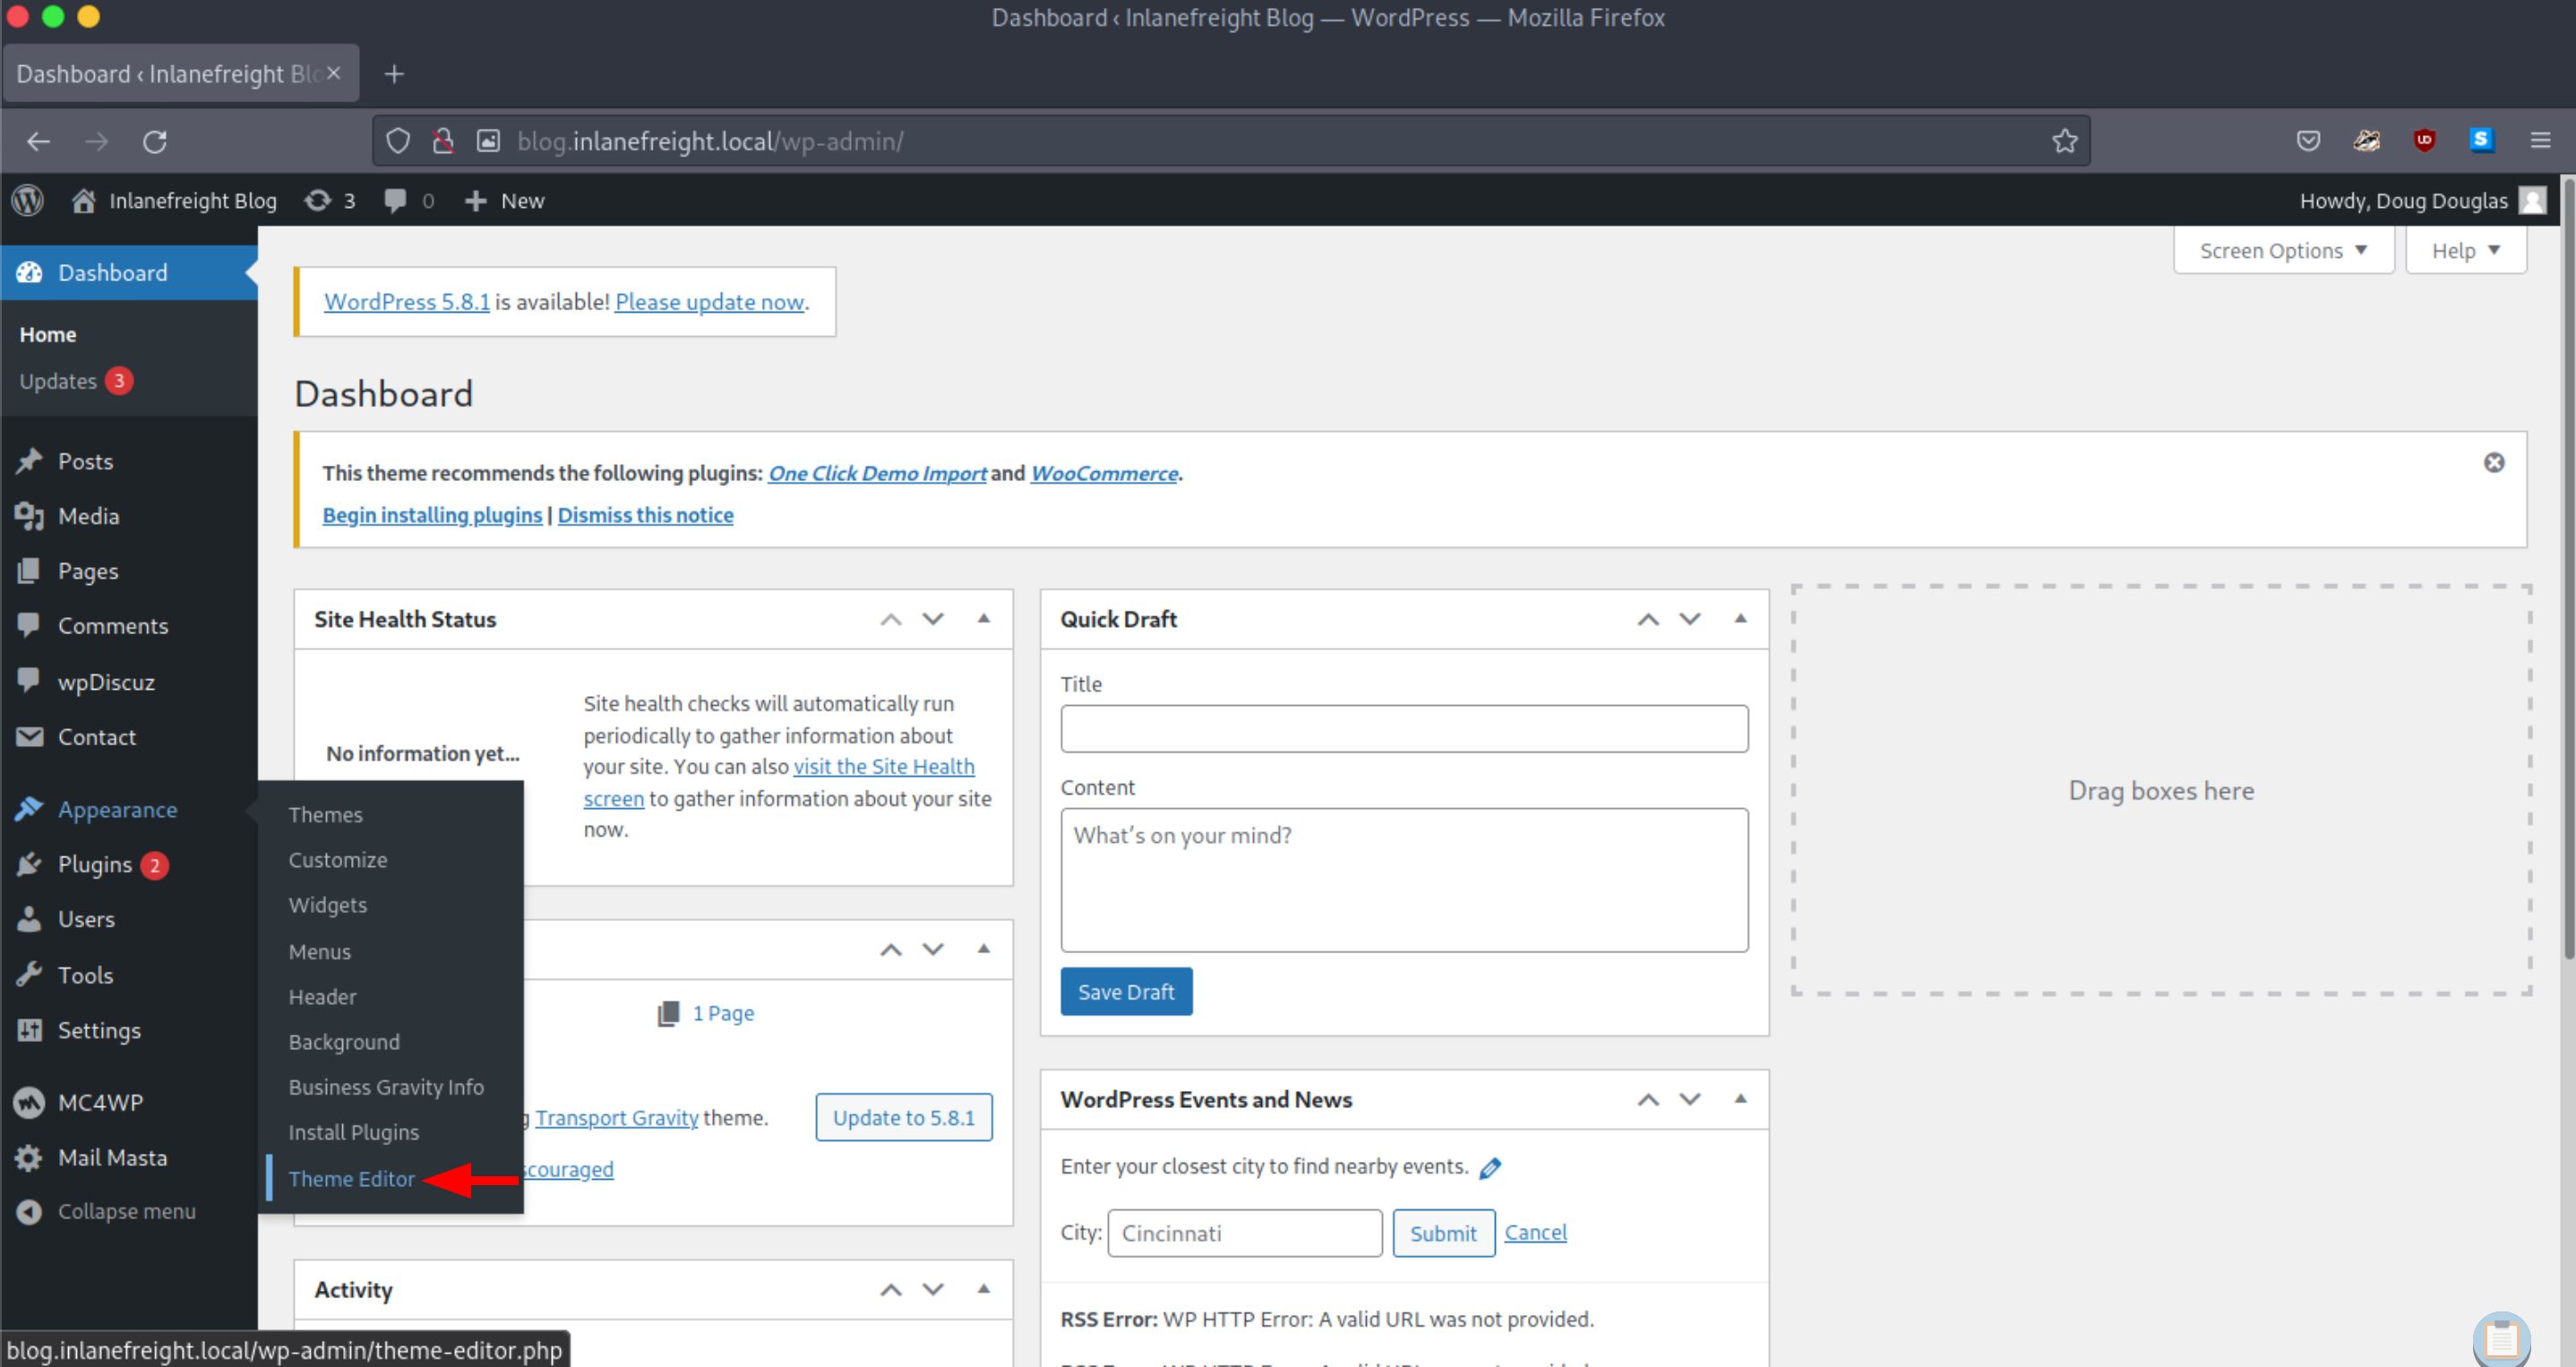 Dashboard ‹ Inlanefreight Blog — WordPress — Mozilla Firefox
Dashboard ‹ Inlanefreight Blo
blog.inlanefreight.local/wp-admin/
Inlanefreight Blog 3 0 New
Howdy, Doug Douglas
Screen Options
Help
Dashboard
Home
Updates 3
Posts
Media
Pages
Comments
wpDiscuz
Contact
Appearance
Plugins 2
Users
Tools
Settings
MC4WP
Mail Masta
Collapse menu
Themes
Customize
Widgets
Menus
Header
Background
Business Gravity Info
Install Plugins
Theme Editor
WordPress 5.8.1 is available! Please update now.
Dashboard
This theme recommends the following plugins: One Click Demo Import and WooCommerce.
Begin installing plugins | Dismiss this notice
Site Health Status
No information yet...
Site health checks will automatically run
periodically to gather information about
your site. You can also visit the Site Health
screen to gather information about your site
now.
1 Page
g Transport Gravity theme.
Update to 5.8.1
scouraged
Activity
Quick Draft
Title
Content
What's on your mind?
Save Draft
WordPress Events and News
Enter your closest city to find nearby events.
City: Cincinnati Submit Cancel
RSS Error: WP HTTP Error: A valid URL was not provided.
Drag boxes here
blog.inlanefreight.local/wp-admin/theme-editor.php